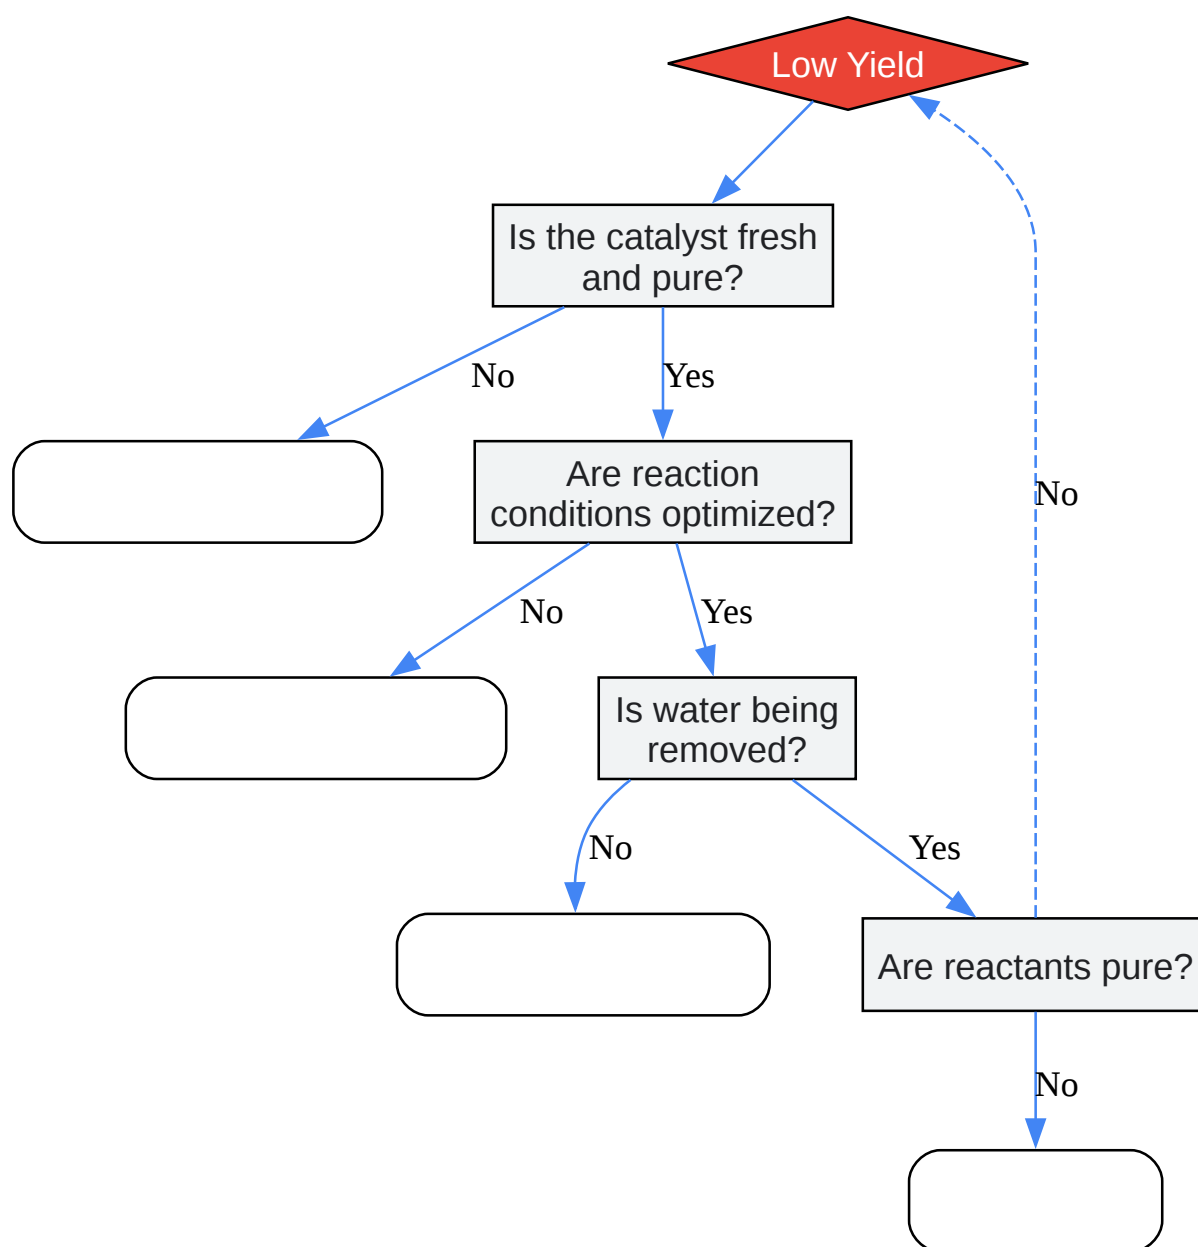 Low Yield
Is the catalyst fresh
and pure?
No
Yes
Are reaction
conditions optimized?
No
No
Yes
Is water being
removed?
No
Yes
Are reactants pure?
No